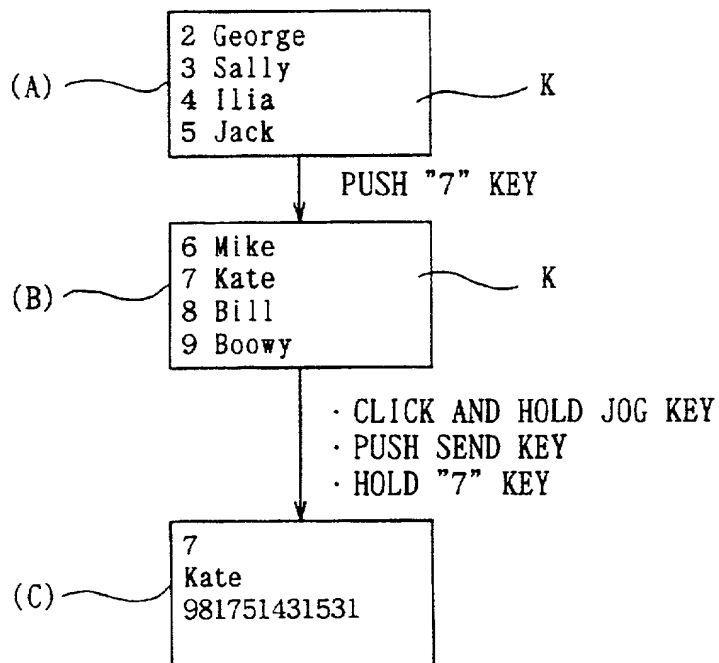 2 George
3 Sally
(A)
4 Ilia
K
5 Jack
PUSH "7" KEY
6 Mike
7 Kate
(B)
K
8 Bill
9 Boowy
· CLICK AND HOLD JOG KEY
· PUSH SEND KEY
· HOLD "7" KEY
7
Kate
(C)
981751431531